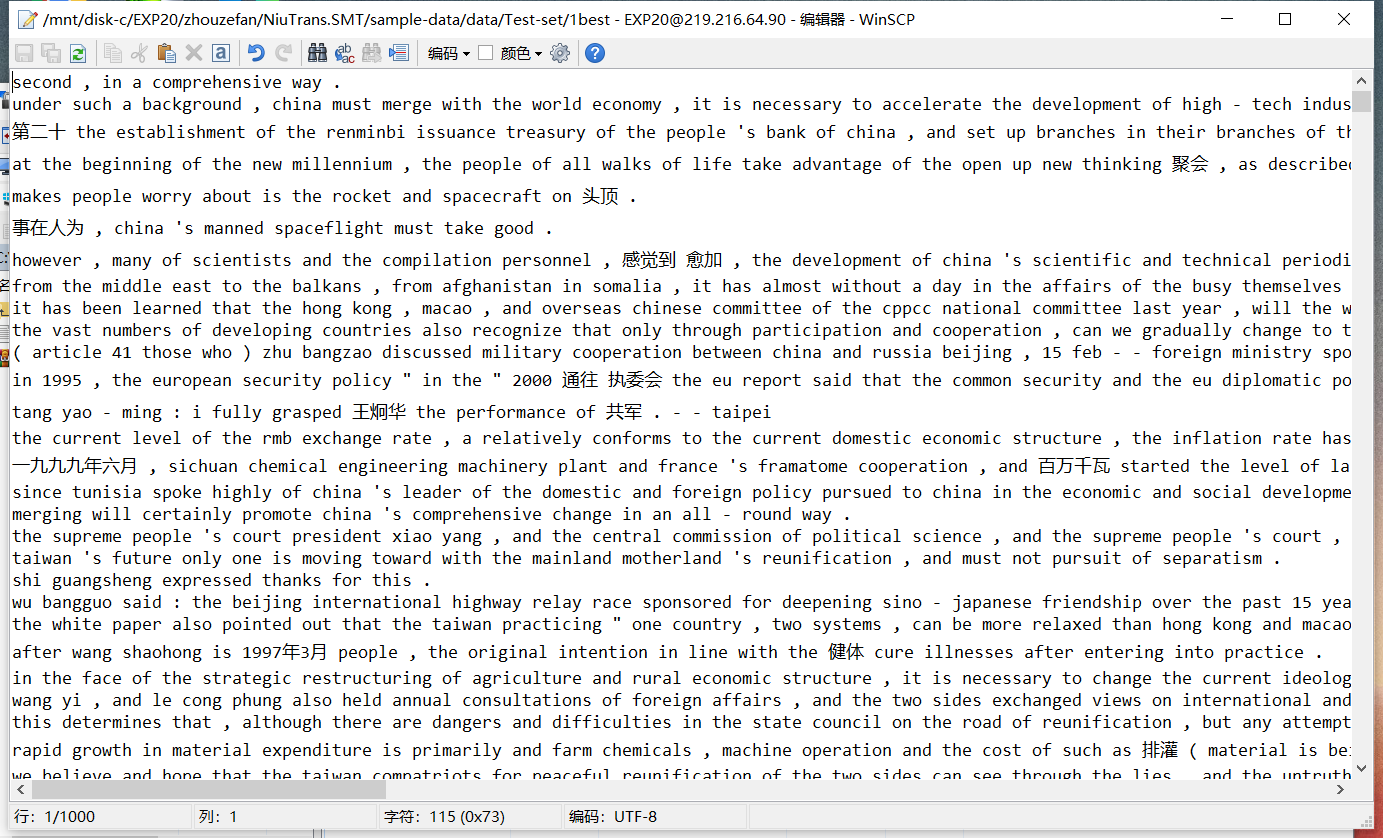 /mnt/disk-c/EXP20/zhouzefan/NiuTrans.SMT/sample-data/data/Test-set/1best - EXP20@219.216.64.90 - 编辑器 - WinSCP
编码 颜色
second , in a comprehensive way .
under such a background , china must merge with the world economy , it is necessary to accelerate the development of high - tech indus
第二十 the establishment of the renminbi issuance treasury of the people 's bank of china , and set up branches in their branches of th
at the beginning of the new millennium , the people of all walks of life take advantage of the open up new thinking 聚会 , as described
makes people worry about is the rocket and spacecraft on 头顶 .
事在人为 , china 's manned spaceflight must take good .
however , many of scientists and the compilation personnel , 感觉到 愈加 , the development of china 's scientific and technical periodi
from the middle east to the balkans , from afghanistan in somalia , it has almost without a day in the affairs of the busy themselves
it has been learned that the hong kong , macao , and overseas chinese committee of the cppcc national committee last year , will the w
the vast numbers of developing countries also recognize that only through participation and cooperation , can we gradually change to t
( article 41 those who ) zhu bangzao discussed military cooperation between china and russia beijing , 15 feb - - foreign ministry spo
in 1995 , the european security policy " in the " 2000 通往 执委会 the eu report said that the common security and the eu diplomatic po
tang yao - ming : i fully grasped 王炯华 the performance of 共军 . - - taipei
the current level of the rmb exchange rate , a relatively conforms to the current domestic economic structure , the inflation rate has
一九九九年六月 , sichuan chemical engineering machinery plant and france 's framatome cooperation , and 百万千瓦 started the level of la
since tunisia spoke highly of china 's leader of the domestic and foreign policy pursued to china in the economic and social developme
merging will certainly promote china 's comprehensive change in an all - round way .
the supreme people 's court president xiao yang , and the central commission of political science , and the supreme people 's court ,
taiwan 's future only one is moving toward with the mainland motherland 's reunification , and must not pursuit of separatism .
shi guangsheng expressed thanks for this .
wu bangguo said : the beijing international highway relay race sponsored for deepening sino - japanese friendship over the past 15 yea
the white paper also pointed out that the taiwan practicing " one country , two systems , can be more relaxed than hong kong and macao
after wang shaohong is 1997年3月 people , the original intention in line with the 健体 cure illnesses after entering into practice .
in the face of the strategic restructuring of agriculture and rural economic structure , it is necessary to change the current ideolog
wang yi , and le cong phung also held annual consultations of foreign affairs , and the two sides exchanged views on international and
this determines that , although there are dangers and difficulties in the state council on the road of reunification , but any attempt
rapid growth in material expenditure is primarily and farm chemicals , machine operation and the cost of such as 排灌 ( material is bei
we believe and hope that the taiwan compatriots for peaceful reunification of the two sides can see through the lies , and the untruth
行: 1/1000 列: 1 字符: 115 (0x73) 编码: UTF-8